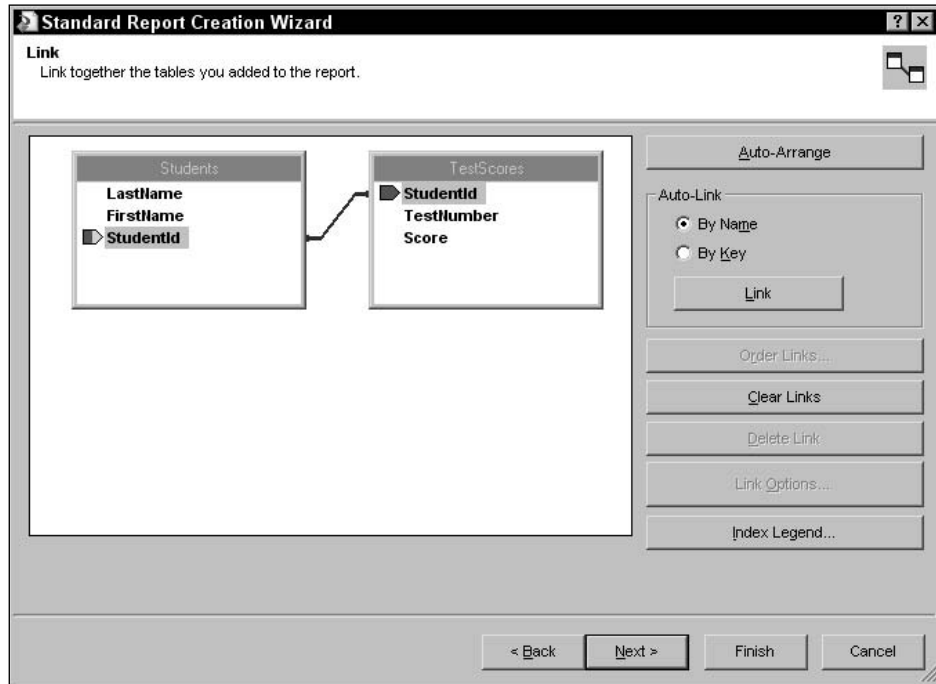 Standard Report Creation Wizard
Link
Link together the tables you added to the report.
Students
LastName
FirstName
StudentId
TestScores
StudentId
TestNumber
Score
Auto-Arrange
Auto-Link
By Name
By Key
Link
Order Links...
Clear Links
Delete Link
Link Options...
Index Legend...
< Back
Next >
Finish
Cancel